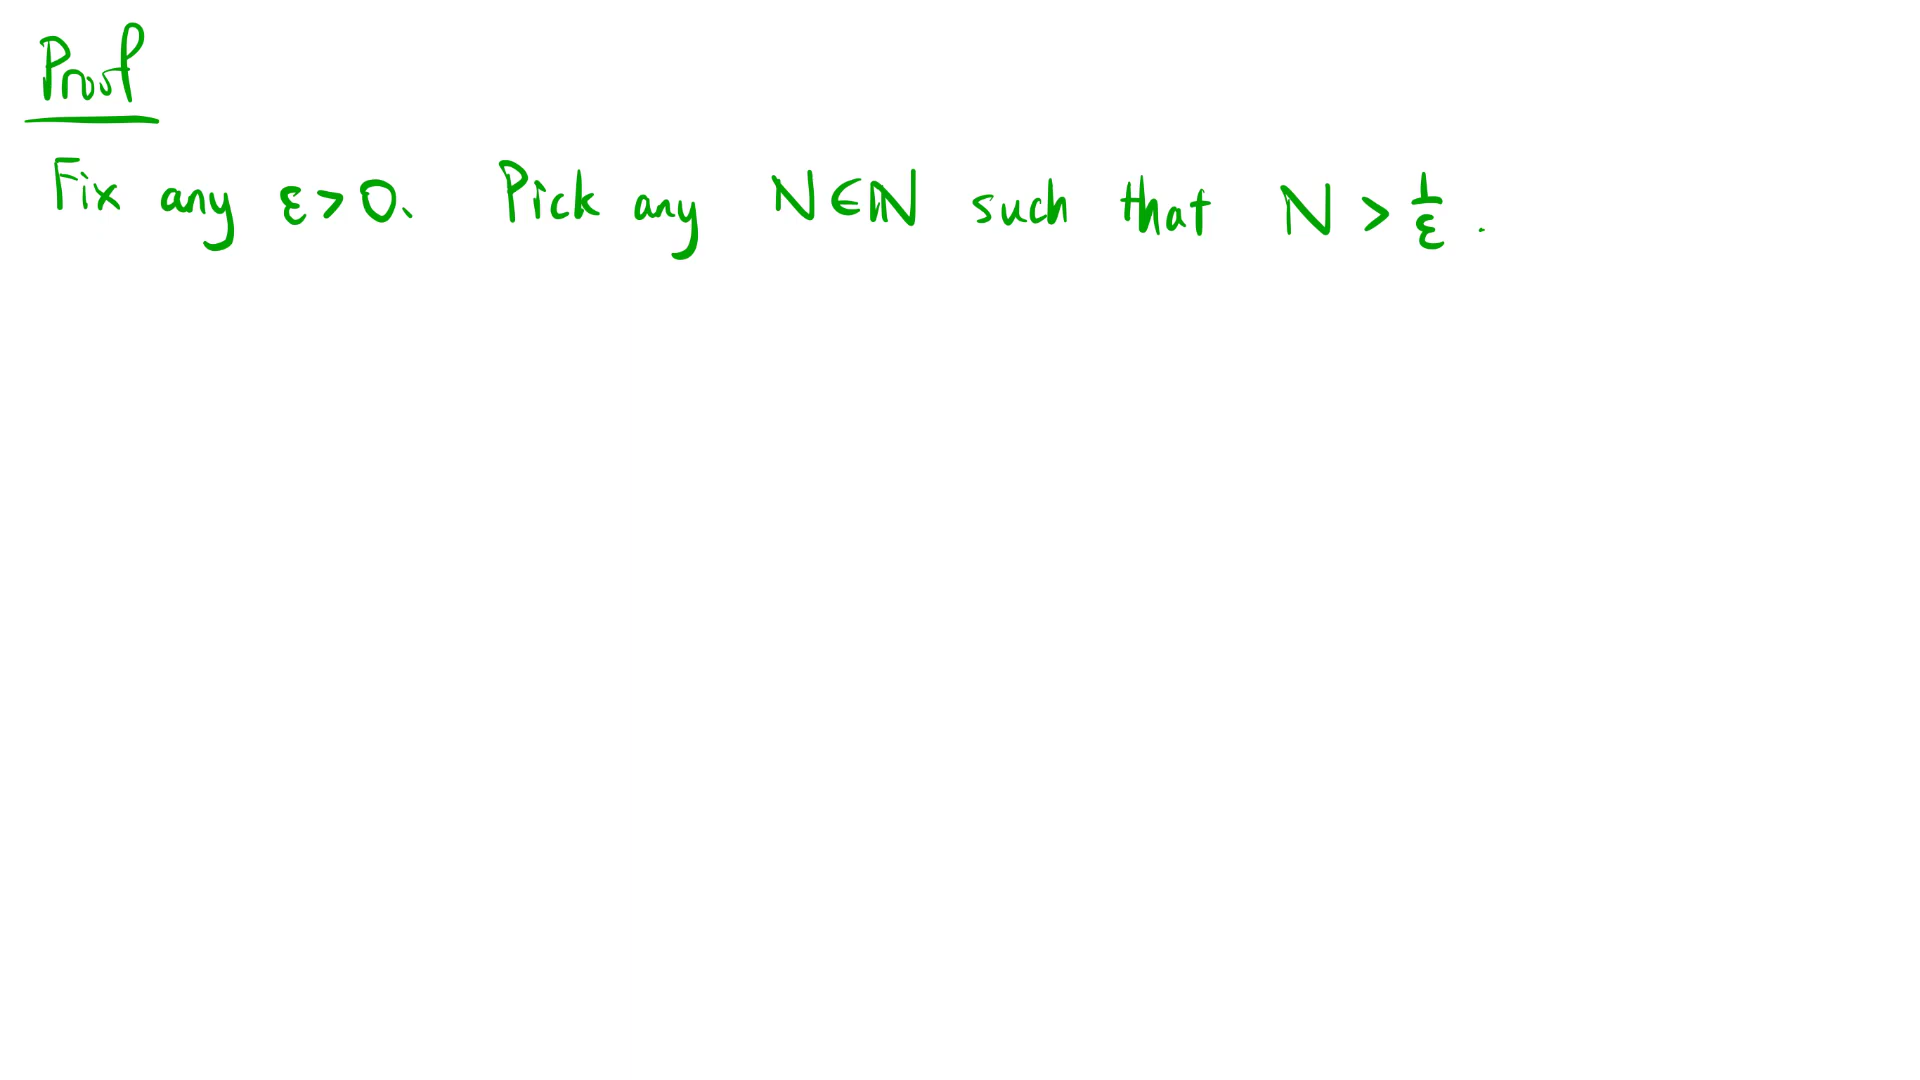 Proof
Fix any ε>0. Pick any N∈ℕ such that N > 1/ε .